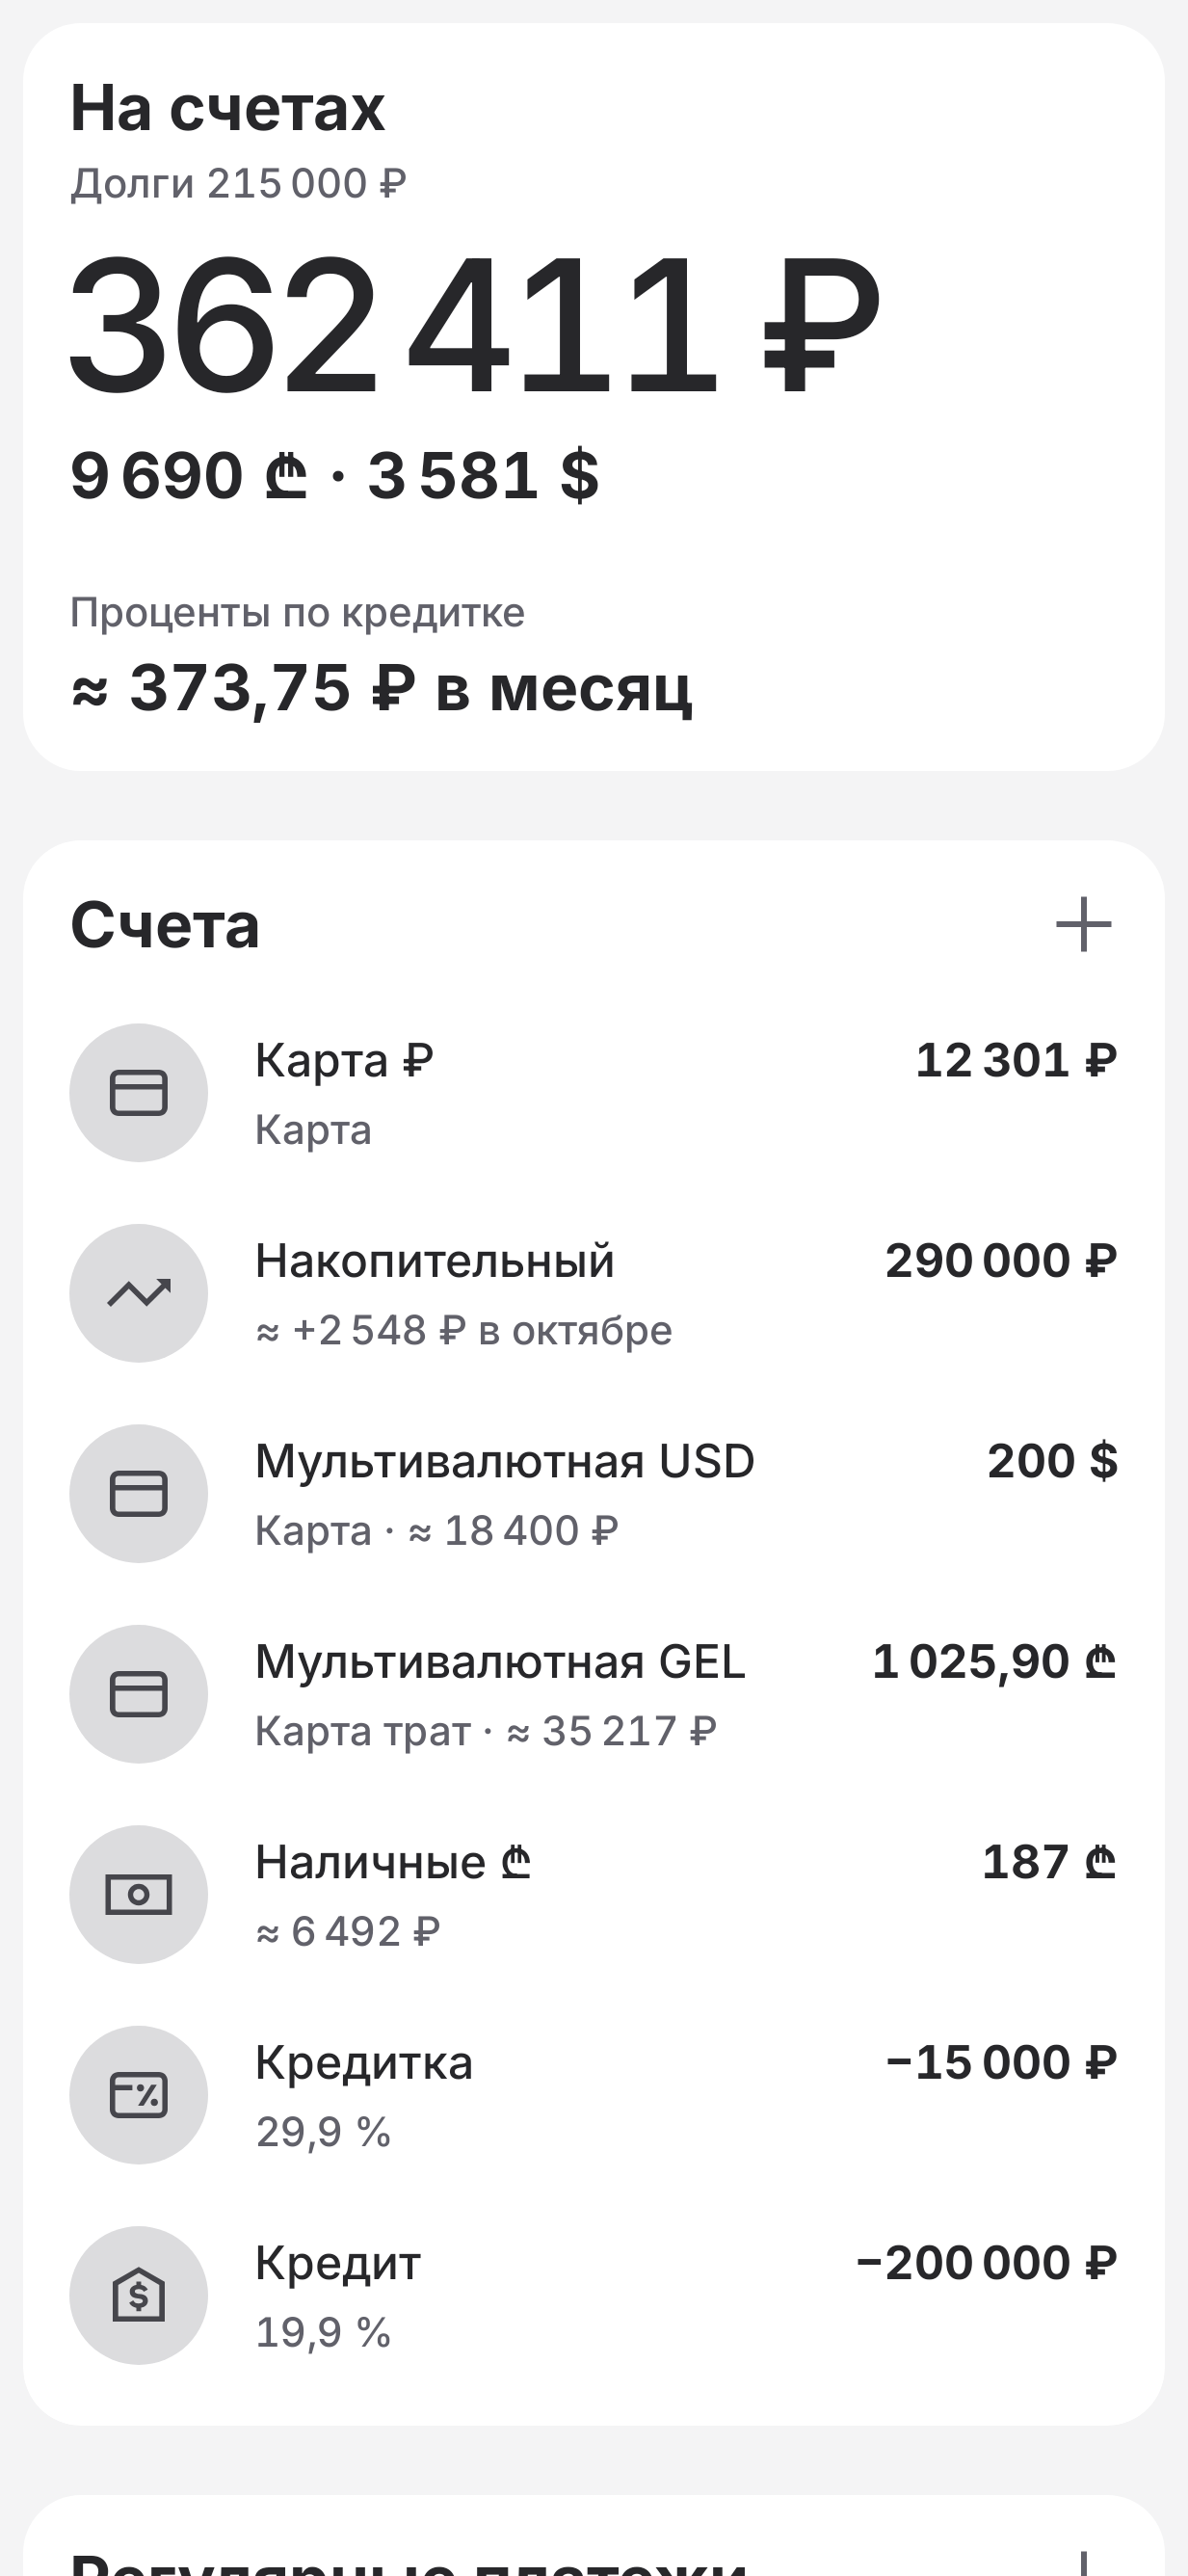 На счетах
Долги 215 000 ₽
362 411 ₽
9 690 ₾ · 3 581 $
Проценты по кредитке
≈ 373,75 ₽ в месяц
Счета
Карта ₽
12 301 ₽
Карта
Накопительный
290 000 ₽
≈ +2 548 ₽ в октябре
Мультивалютная USD
200 $
Карта · ≈ 18 400 ₽
Мультивалютная GEL
1 025,90 ₾
Карта трат · ≈ 35 217 ₽
Наличные ₾
187 ₾
≈ 6 492 ₽
Кредитка
−15 000 ₽
29,9 %
Кредит
−200 000 ₽
19,9 %
Регулярные платежи